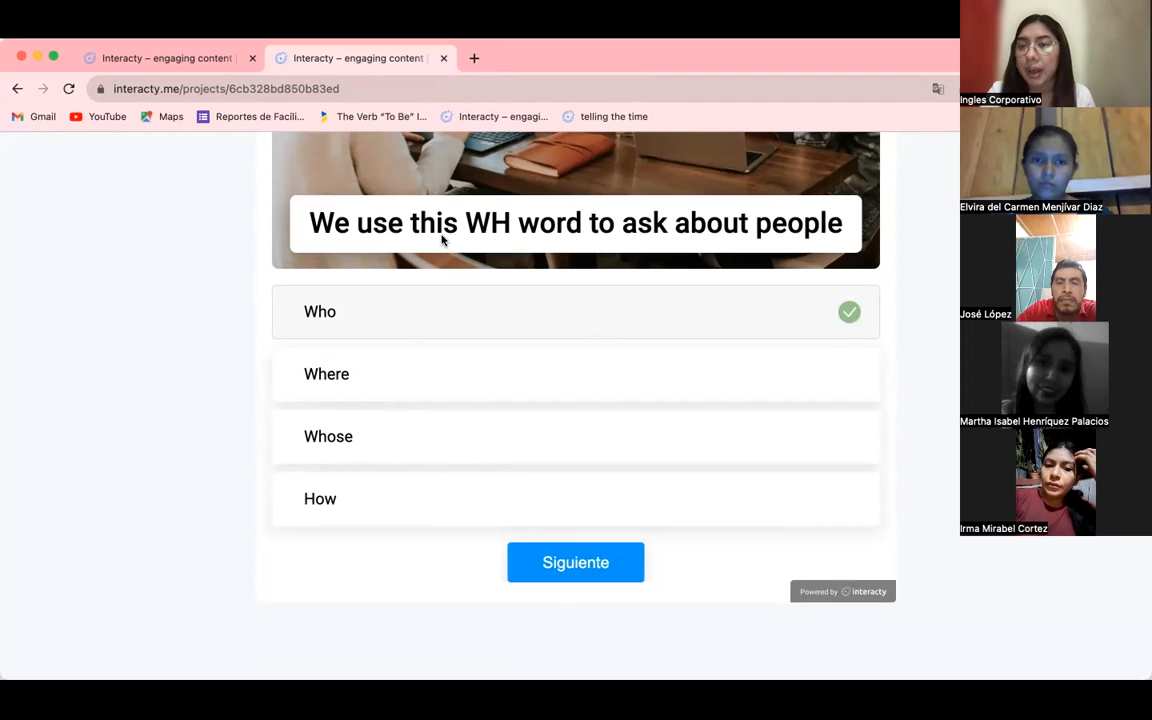 Interacty – engaging content
Interacty – engaging content
interacty.me/projects/6cb328bd850b83ed
Gmail
YouTube
Maps
Reportes de Facili...
The Verb “To Be” I...
Interacty – engagi...
telling the time
We use this WH word to ask about people
Who
Where
Whose
How
Siguiente
Powered by interacty
Ingles Corporativo
Elvira del Carmen Menjívar Diaz
José López
Martha Isabel Henríquez Palacios
Irma Mirabel Cortez